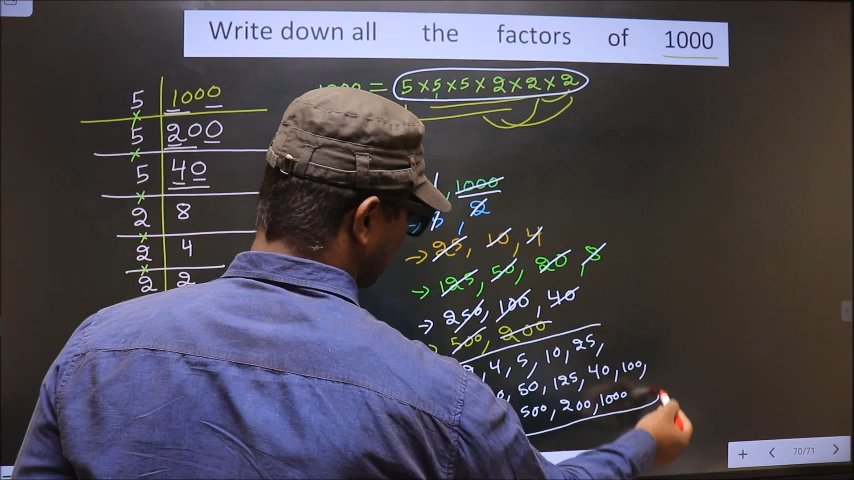 Write down all the factors of 1000
5 1000
5 200
5 40
2 8
2 4
2 2
= 5 × 5 × 5 × 2 × 2 × 2
, 1000
, 2
→ 25, 10, 4
→ 125, 50, 20, 8
→ 250, 100, 40
500, 200
4, 5, 10, 25,
50, 125, 40, 100,
500, 200, 1000
70/71